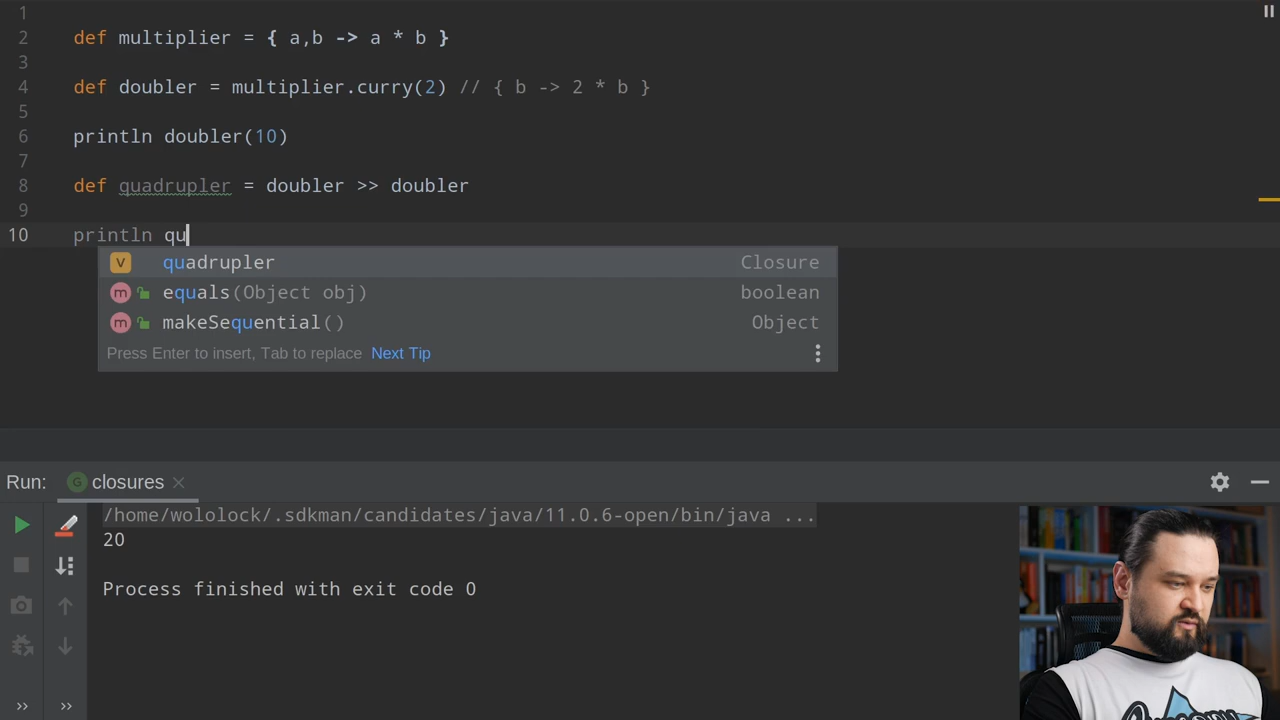 1
2 def multiplier = { a,b -> a * b }
3
4 def doubler = multiplier.curry(2) // { b -> 2 * b }
5
6 println doubler(10)
7
8 def quadrupler = doubler >> doubler
9
10 println qu
v quadrupler Closure
m equals(Object obj) boolean
m makeSequential() Object
Press Enter to insert, Tab to replace Next Tip
Run: G closures
/home/wololock/.sdkman/candidates/java/11.0.6-open/bin/java ...
20
Process finished with exit code 0